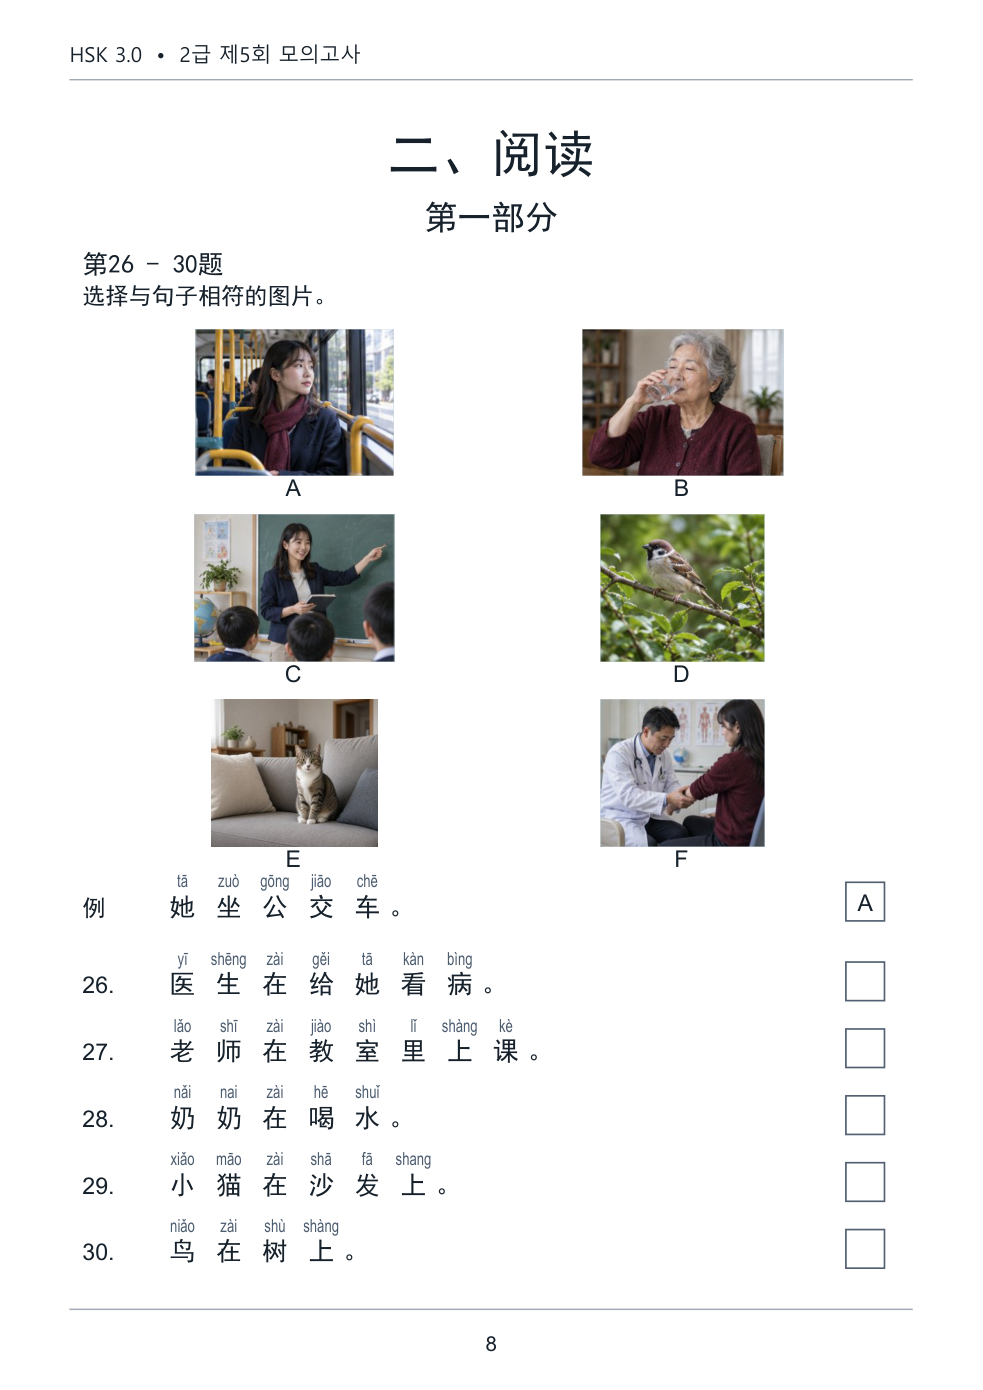 HSK 3.0 • 2급 제5회 모의고사
二、阅读
第一部分
第26 － 30题
选择与句子相符的图片。
A
B
C
D
E
F
tā zuò gōng jiāo chē
例 她 坐 公 交 车 。 A
yī shēng zài gěi tā kàn bìng
26. 医 生 在 给 她 看 病 。
lǎo shī zài jiào shì lǐ shàng kè
27. 老 师 在 教 室 里 上 课 。
nǎi nai zài hē shuǐ
28. 奶 奶 在 喝 水 。
xiǎo māo zài shā fā shang
29. 小 猫 在 沙 发 上 。
niǎo zài shù shàng
30. 鸟 在 树 上 。
8